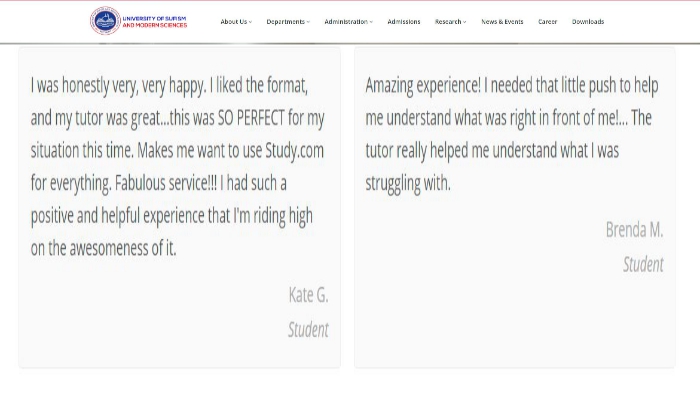 UNIVERSITY OF SUFISM
AND MODERN SCIENCES
About Us
Departments
Administration
Admissions
Research
News & Events
Career
Downloads
I was honestly very, very happy. I liked the format,
and my tutor was great...this was SO PERFECT for my
situation this time. Makes me want to use Study.com
for everything. Fabulous service!!! I had such a
positive and helpful experience that I'm riding high
on the awesomeness of it.
Kate G.
Student
Amazing experience! I needed that little push to help
me understand what was right in front of me!... The
tutor really helped me understand what I was
struggling with.
Brenda M.
Student